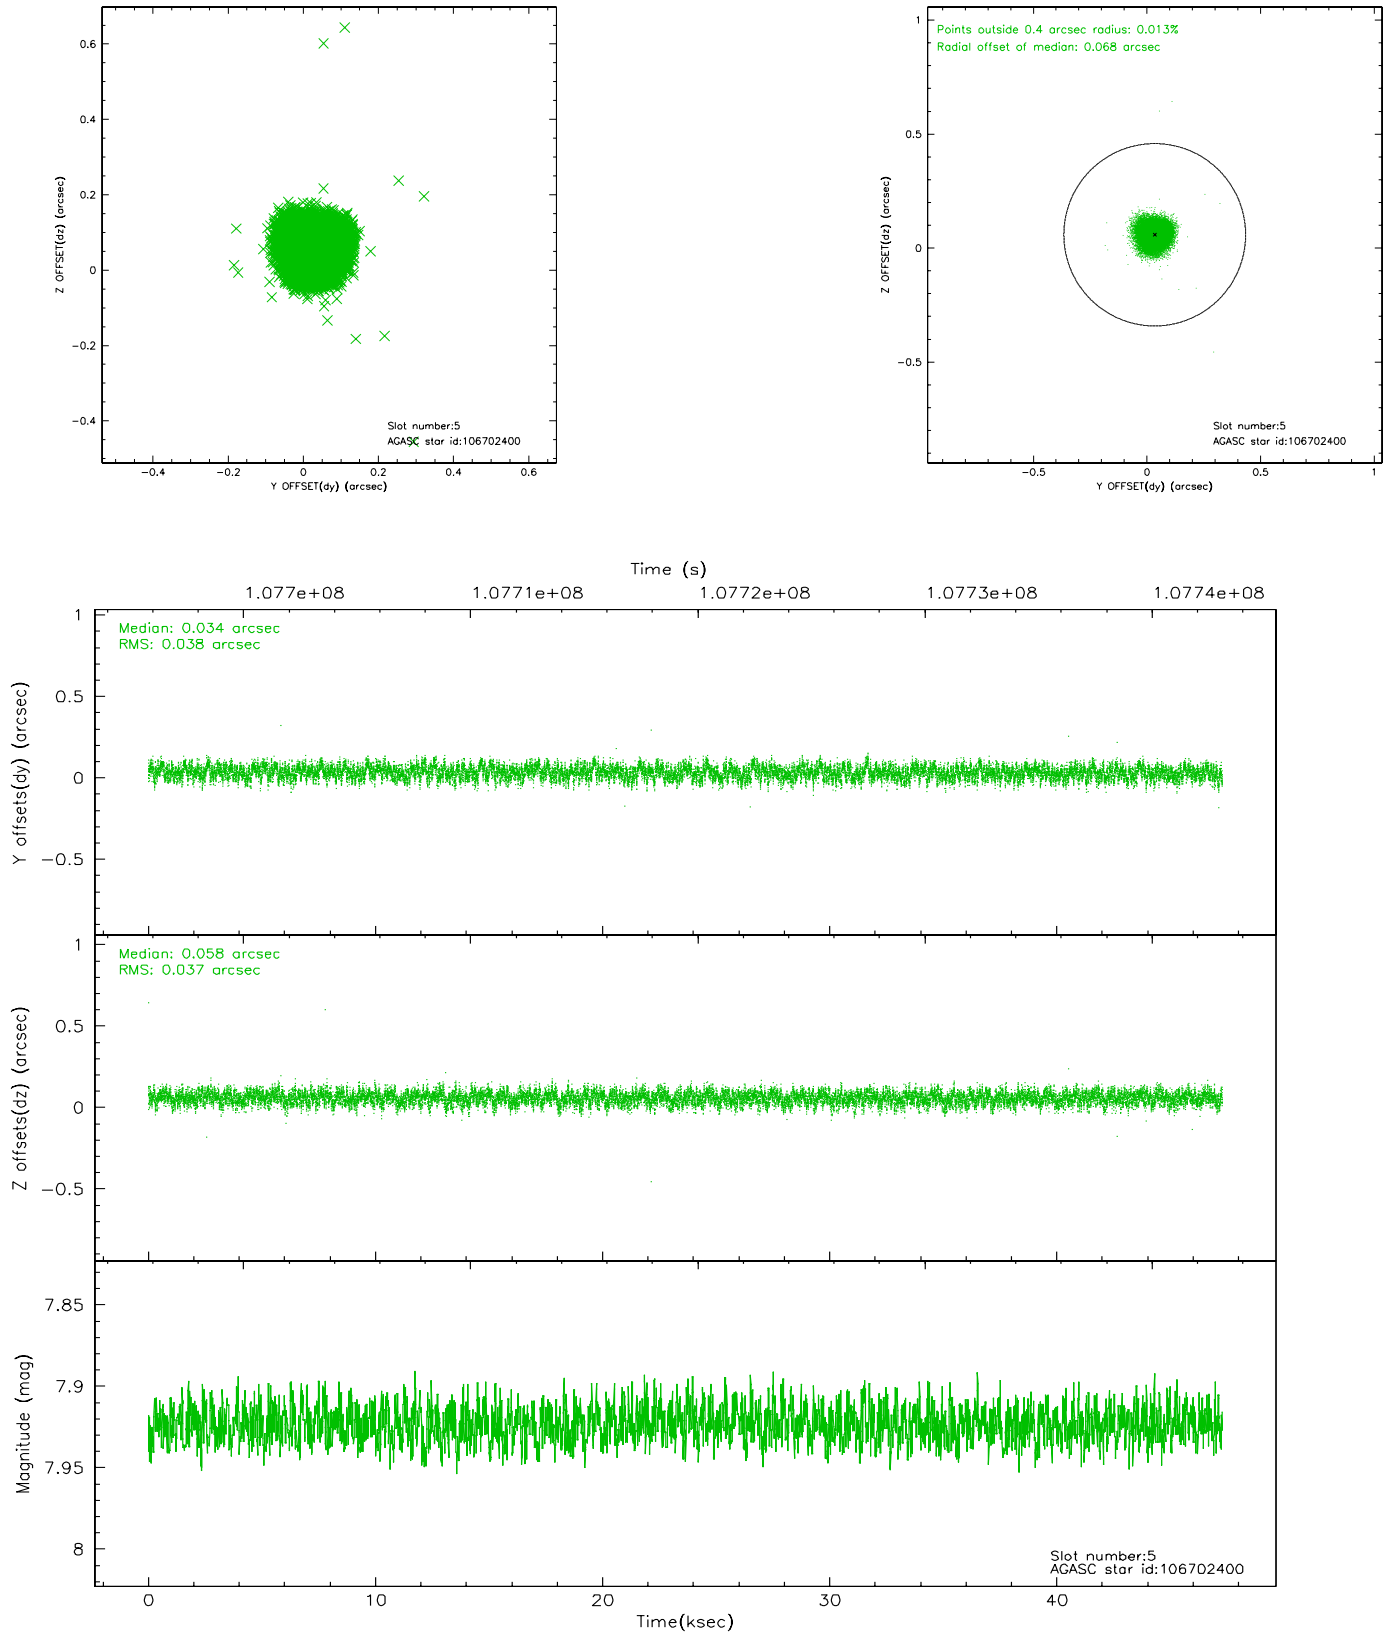 0.6
0.4
0.2
0
−0.2
−0.4
Z OFFSET(dz) (arcsec)
−0.4 −0.2 0 0.2 0.4 0.6
Y OFFSET(dy) (arcsec)
Slot number:5
AGASC star id:106702400
Points outside 0.4 arcsec radius: 0.013%
Radial offset of median: 0.068 arcsec
1
0.5
0
−0.5
Z OFFSET(dz) (arcsec)
−0.5 0 0.5 1
Y OFFSET(dy) (arcsec)
Slot number:5
AGASC star id:106702400
Time (s)
1.077e+08 1.0771e+08 1.0772e+08 1.0773e+08 1.0774e+08
Median: 0.034 arcsec
RMS: 0.038 arcsec
1
0.5
0
−0.5
Y offsets(dy) (arcsec)
Median: 0.058 arcsec
RMS: 0.037 arcsec
1
0.5
0
−0.5
Z offsets(dz) (arcsec)
7.85
7.9
7.95
8
Magnitude (mag)
Slot number:5
AGASC star id:106702400
0 10 20 30 40
Time(ksec)